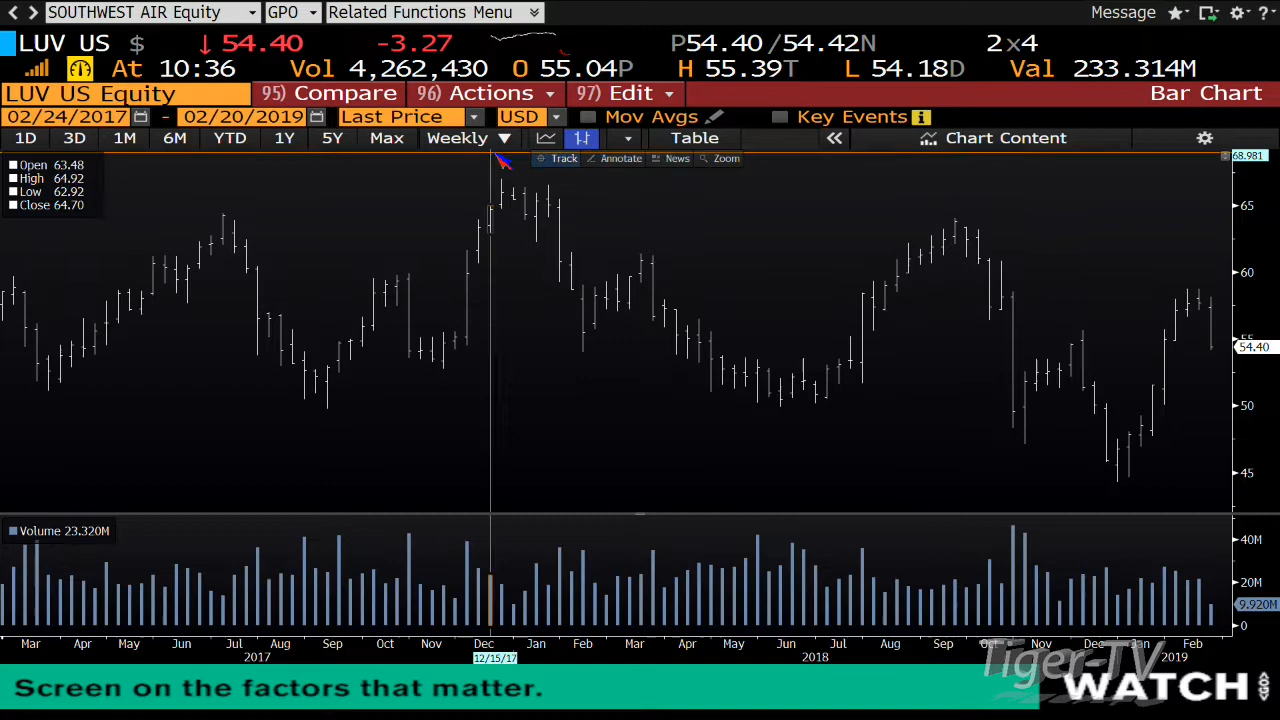 SOUTHWEST AIR Equity GPO Related Functions Menu Message ?
LUV US $ ↓ 54.40 -3.27 P54.40 /54.42N 2x4
At 10:36 Vol 4,262,430 O 55.04P H 55.39T L 54.18D Val 233.314M
LUV US Equity 95) Compare 96) Actions 97) Edit Bar Chart
02/24/2017 - 02/20/2019 Last Price USD Mov Avgs Key Events i
1D 3D 1M 6M YTD 1Y 5Y Max Weekly Table Chart Content
Track Annotate News Zoom
Open 63.48
High 64.92
Low 62.92
Close 64.70
68.981
65
60
55
54.40
50
45
Volume 23.320M
40M
20M
9.920M
0
Mar Apr May Jun Jul Aug Sep Oct Nov Dec Jan Feb Mar Apr May Jun Jul Aug Sep Oct Nov Dec Jan Feb
2017 12/15/17 2018 2019
Tiger-TV
Screen on the factors that matter.
WATCH